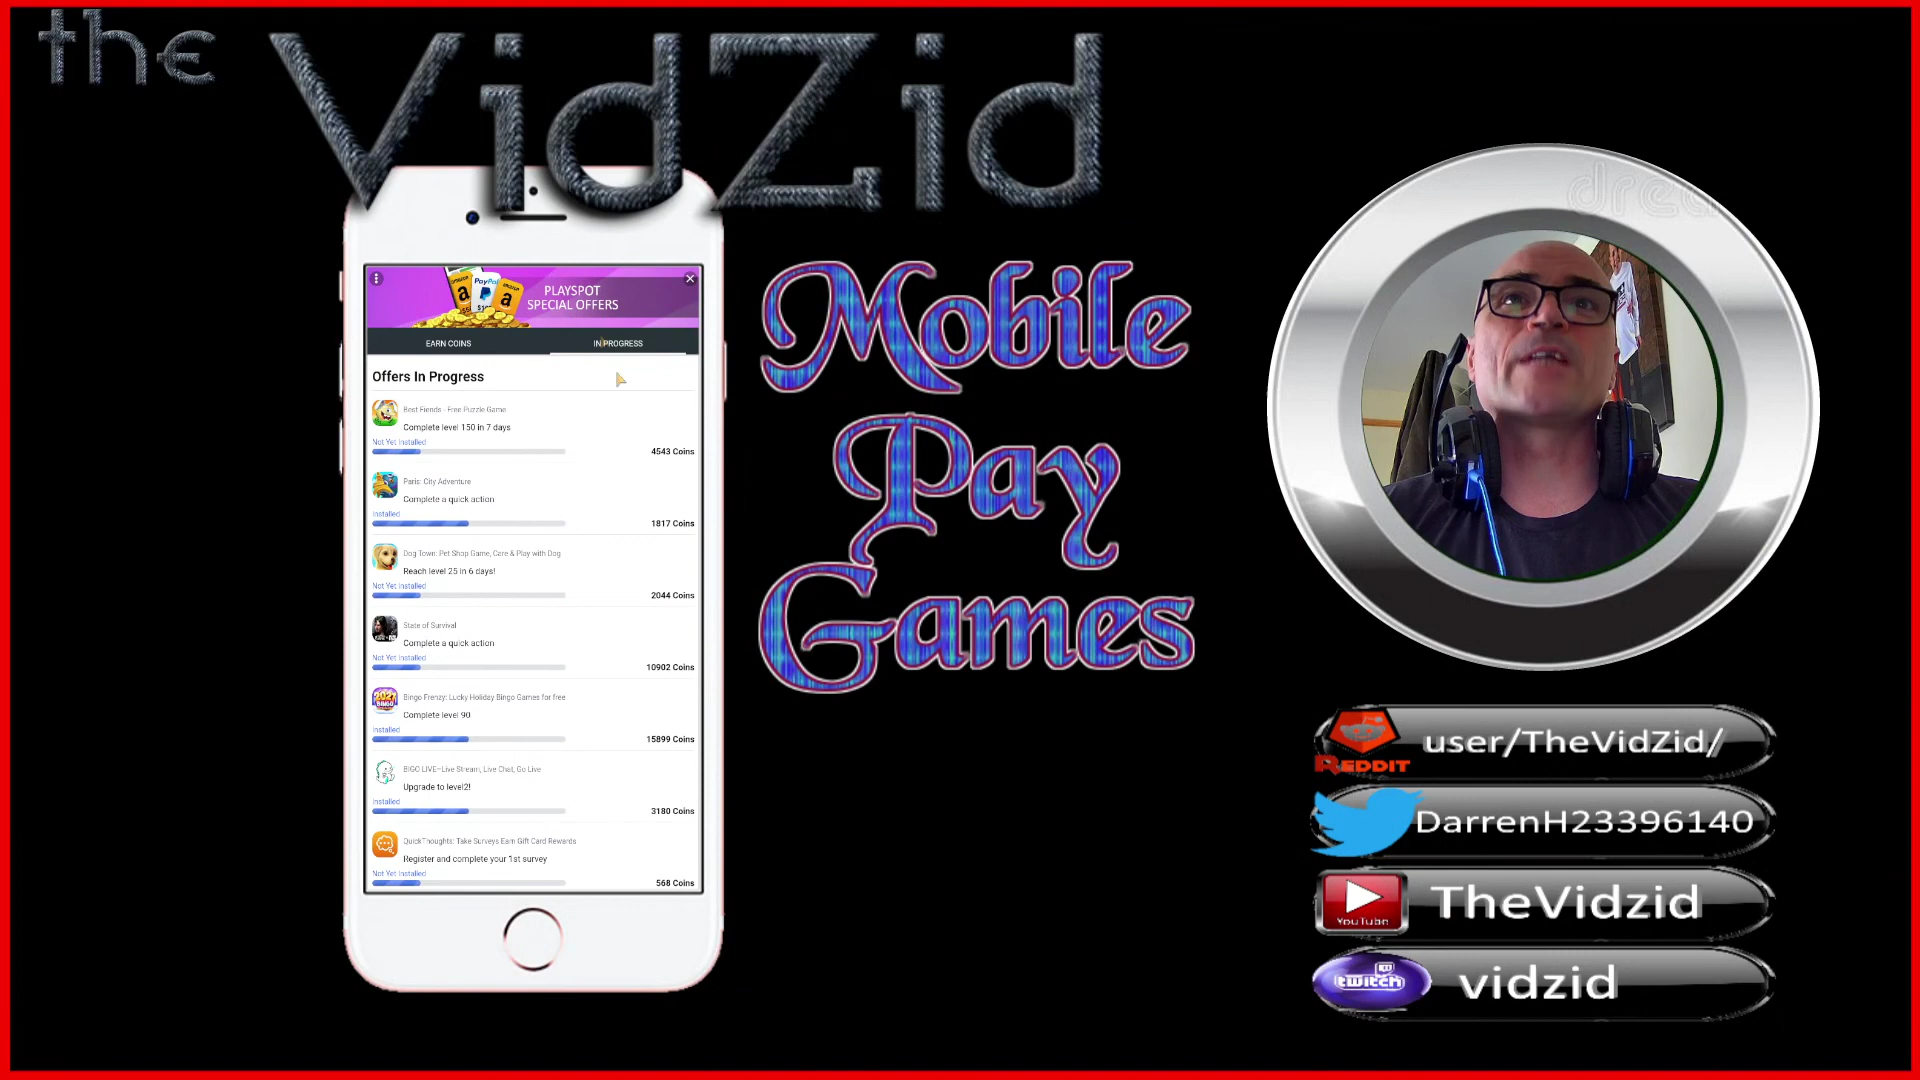 the VidZid
PLAYSPOT
SPECIAL OFFERS
EARN COINS
IN PROGRESS
Offers In Progress
Best Fiends - Free Puzzle Game
Complete level 150 in 7 days
Not Yet Installed
4543 Coins
Paris: City Adventure
Complete a quick action
Installed
1817 Coins
Dog Town: Pet Shop Game, Care & Play with Dog
Reach level 25 in 6 days!
Not Yet Installed
2044 Coins
State of Survival
Complete a quick action
Not Yet Installed
10902 Coins
Bingo Frenzy: Lucky Holiday Bingo Games for free
Complete level 90
Installed
15899 Coins
BIGO LIVE–Live Stream, Live Chat, Go Live
Upgrade to level2!
Installed
3180 Coins
QuickThoughts: Take Surveys Earn Gift Card Rewards
Register and complete your 1st survey
Not Yet Installed
568 Coins
Mobile
Pay
Games
REDDIT
user/TheVidZid/
DarrenH23396140
YouTube
TheVidzid
twitch
vidzid